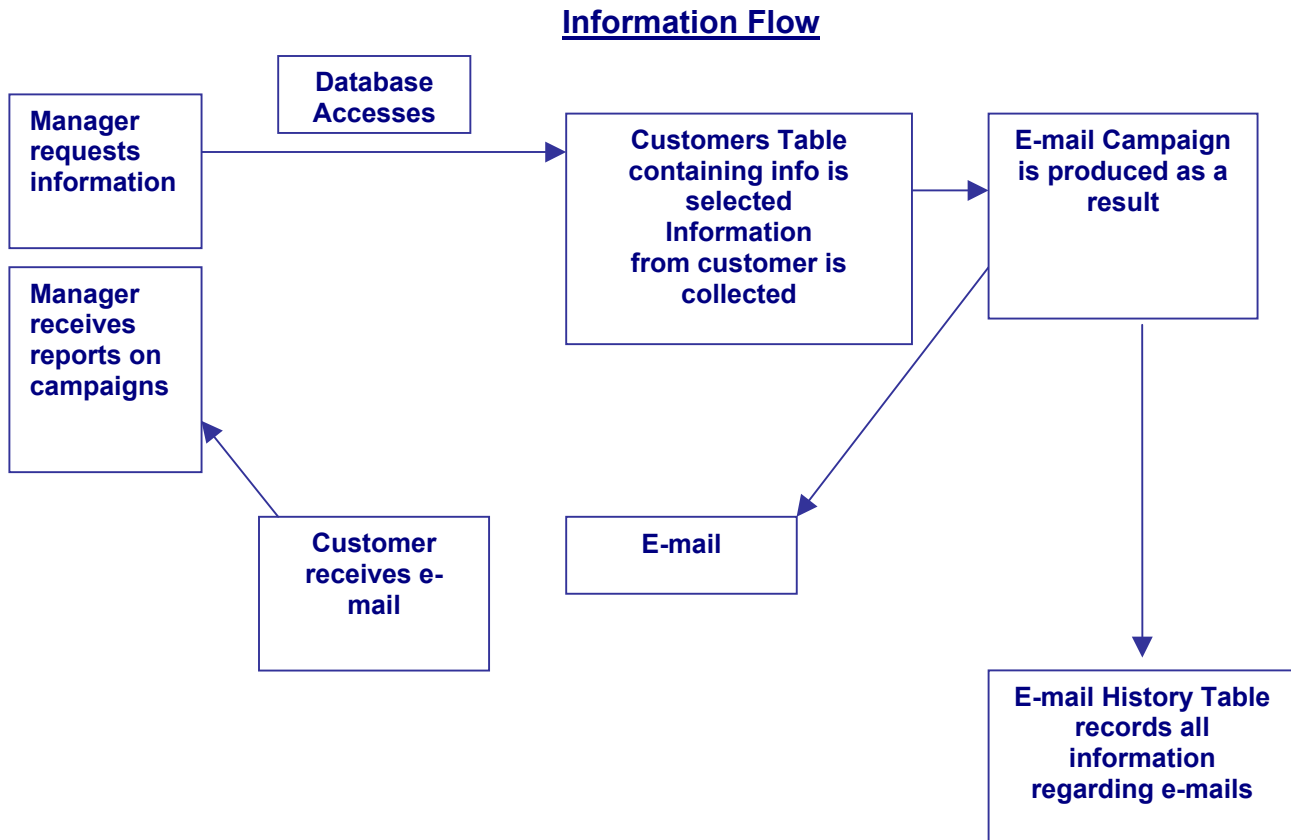 Information Flow
Database
Accesses
Manager
requests
information
Customers Table
containing info is
selected
Information
from customer is
collected
E-mail Campaign
is produced as a
result
Manager
receives
reports on
campaigns
Customer
receives e-
mail
E-mail
E-mail History Table
records all
information
regarding e-mails